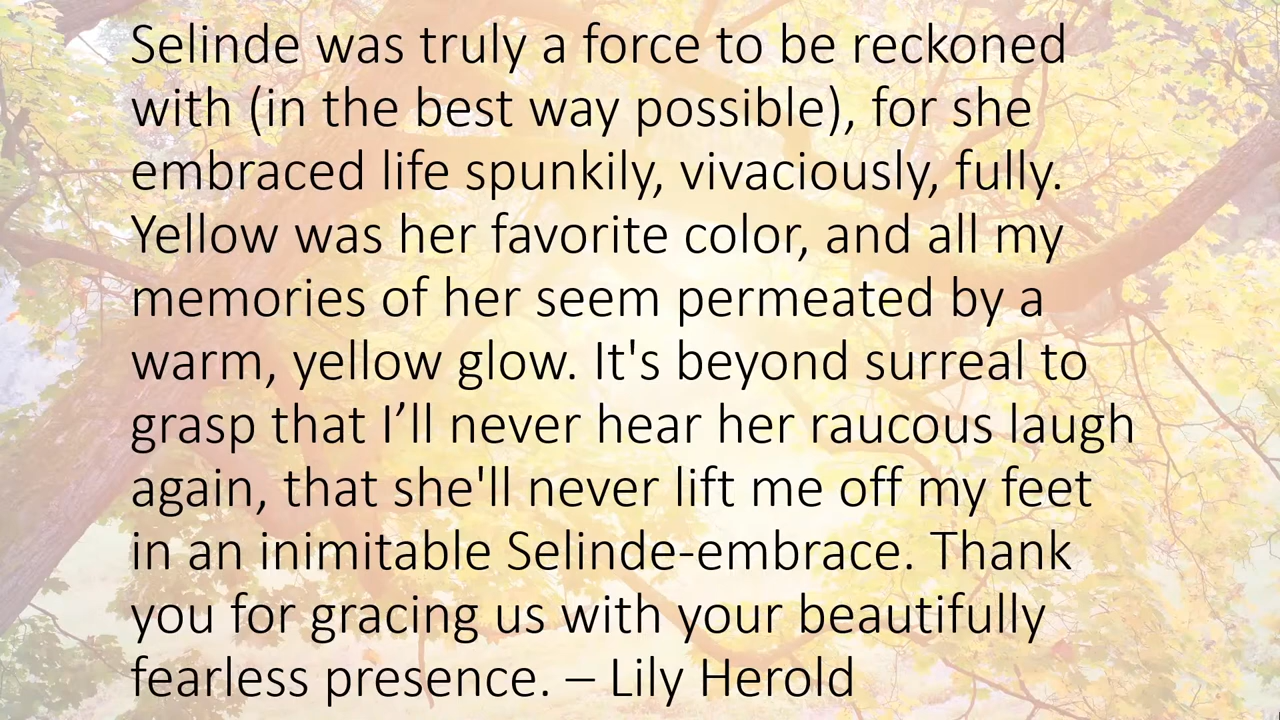 Selinde was truly a force to be reckoned
with (in the best way possible), for she
embraced life spunkily, vivaciously, fully.
Yellow was her favorite color, and all my
memories of her seem permeated by a
warm, yellow glow. It's beyond surreal to
grasp that I’ll never hear her raucous laugh
again, that she'll never lift me off my feet
in an inimitable Selinde-embrace. Thank
you for gracing us with your beautifully
fearless presence. – Lily Herold